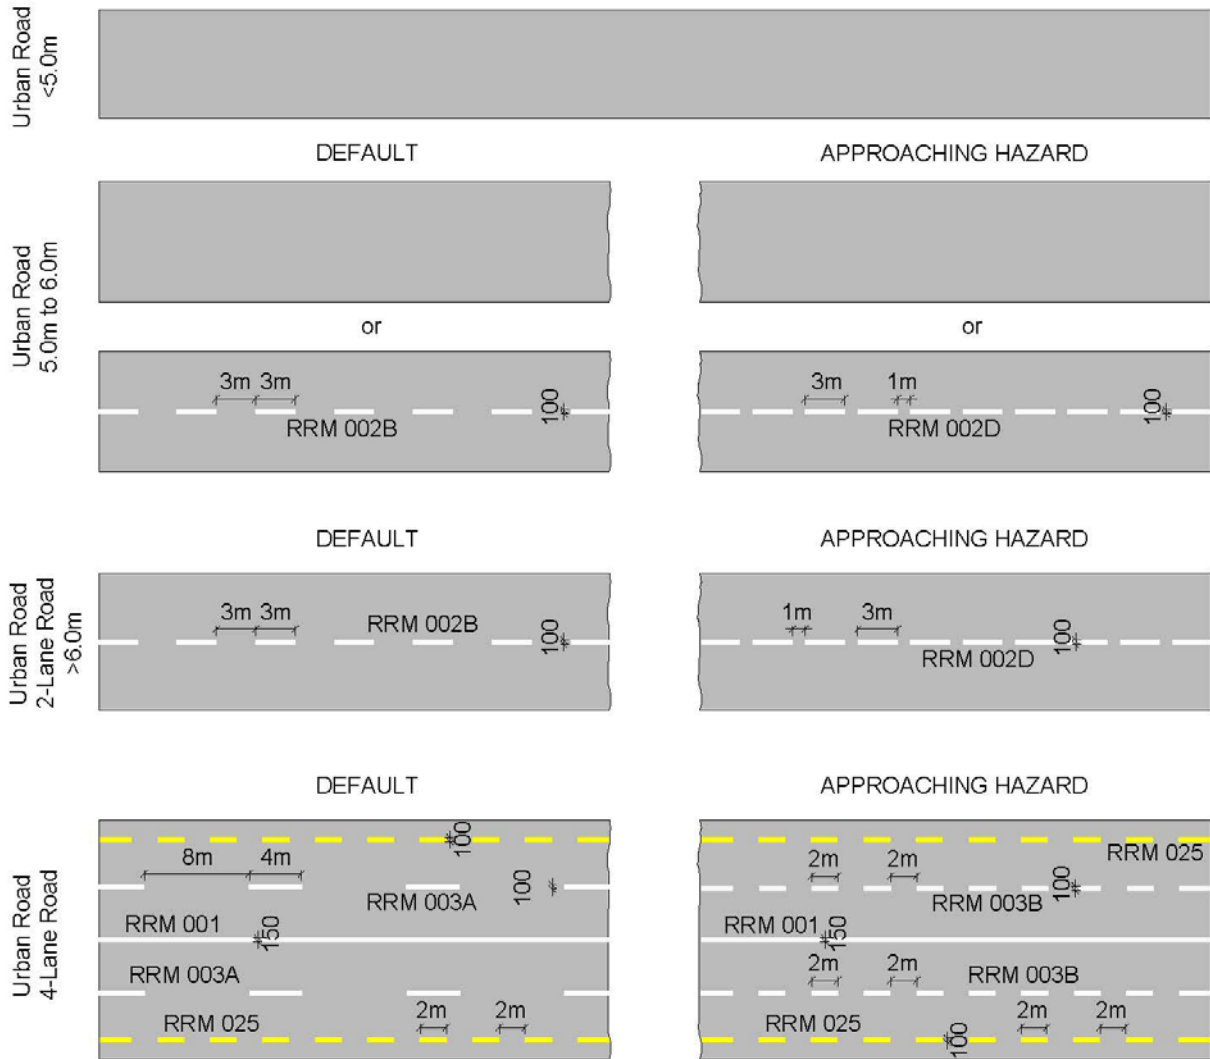 Urban Road
<5.0m
DEFAULT
APPROACHING HAZARD
Urban Road
5.0m to 6.0m
or
or
3m
3m
100
RRM 002B
3m
1m
100
RRM 002D
DEFAULT
APPROACHING HAZARD
Urban Road
2-Lane Road
>6.0m
3m
3m
RRM 002B
100
1m
3m
100
RRM 002D
DEFAULT
APPROACHING HAZARD
Urban Road
4-Lane Road
100
8m
4m
100
RRM 003A
RRM 001
150
RRM 003A
2m
2m
RRM 025
RRM 025
2m
2m
100
RRM 003B
RRM 001
150
2m
2m
RRM 003B
RRM 025
2m
2m
100